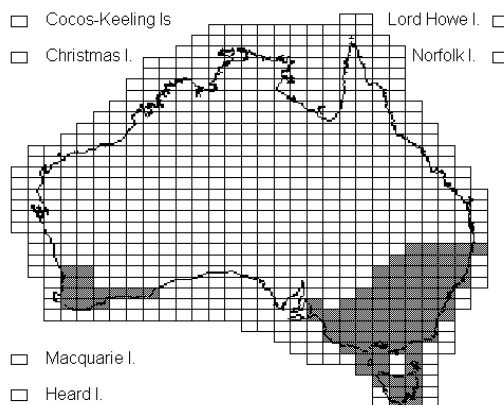 Cocos-Keeling Is
Lord Howe I.
Christmas I.
Norfolk I.
Macquarie I.
Heard I.